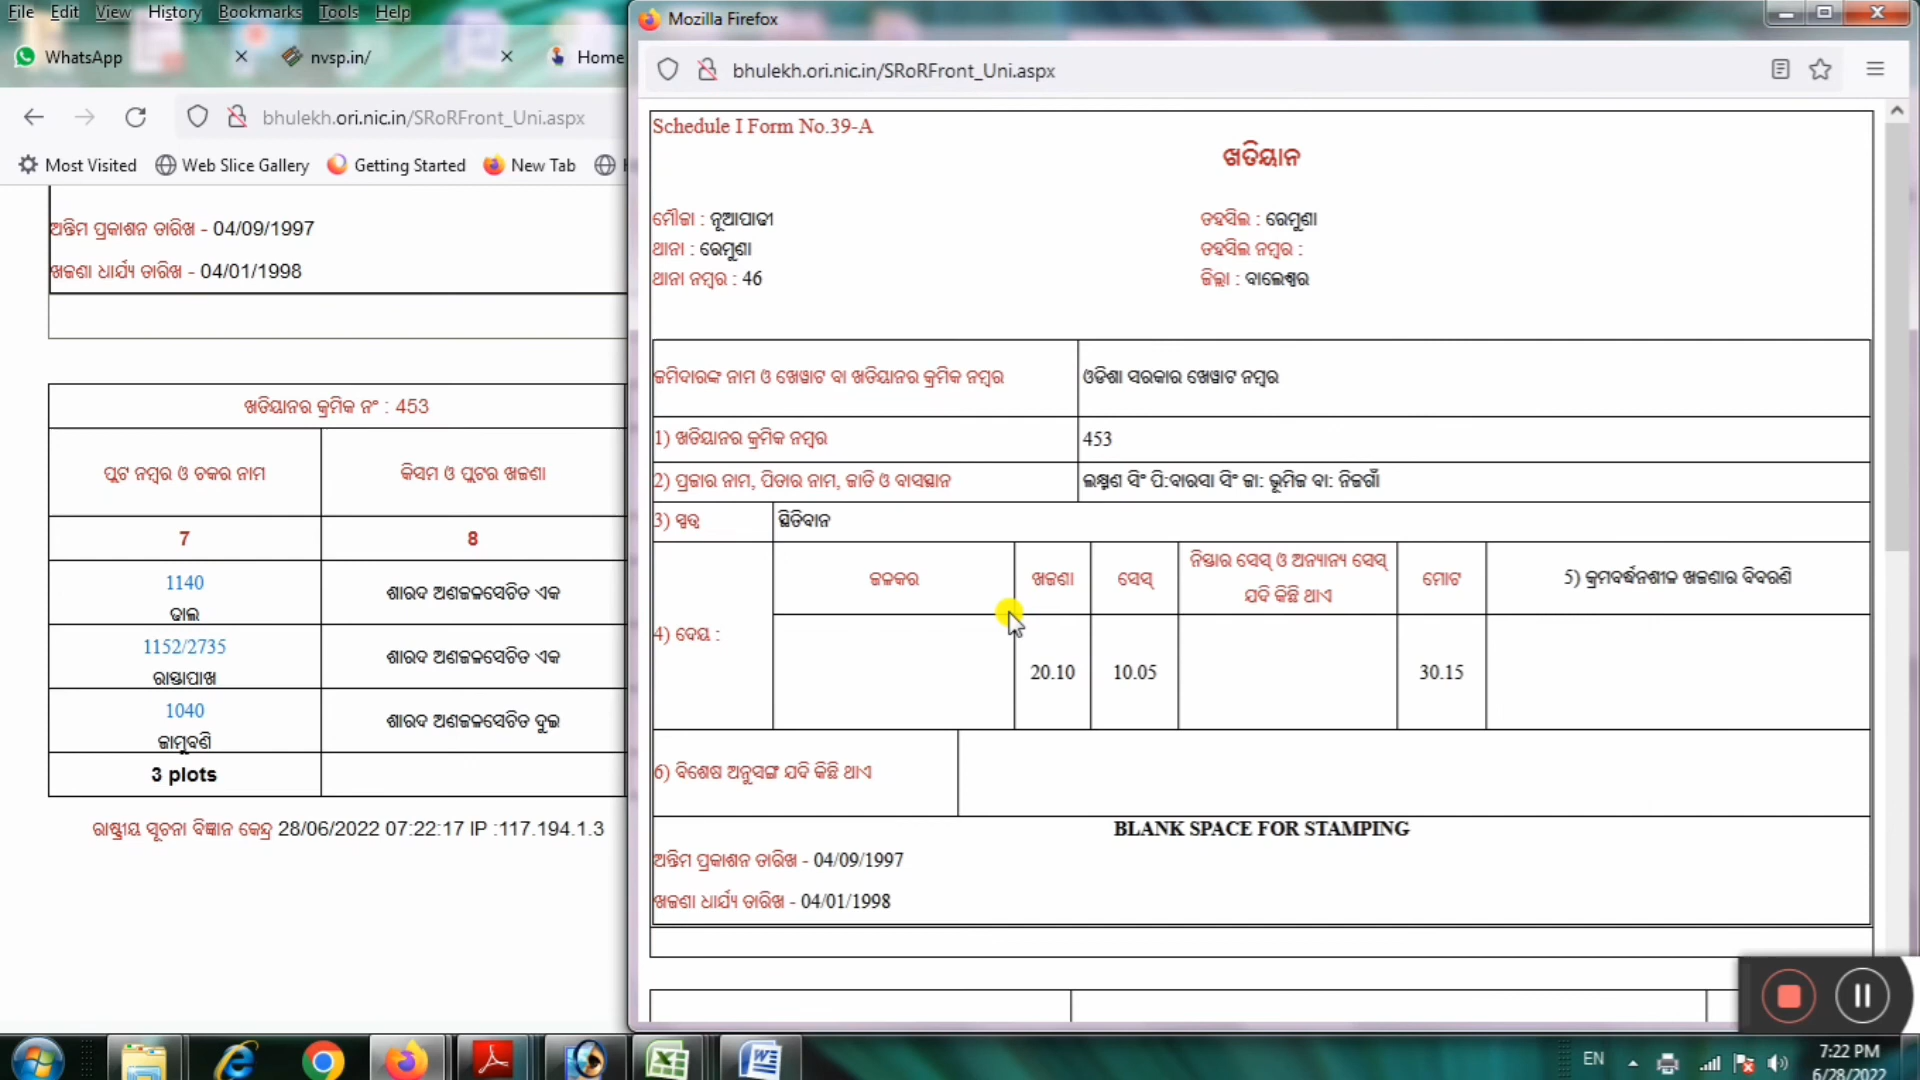 File Edit View History Bookmarks Tools Help
WhatsApp
nvsp.in/
Home
bhulekh.ori.nic.in/SRoRFront_Uni.aspx
Most Visited Web Slice Gallery Getting Started New Tab
ଅନ୍ତିମ ପ୍ରକାଶନ ତାରିଖ - 04/09/1997
ଖଜଣା ଧାର୍ଯ୍ୟ ତାରିଖ - 04/01/1998
ଖତିୟାନର କ୍ରମିକ ନଂ : 453
ପ୍ଲଟ ନମ୍ବର ଓ ଚକର ନାମ
କିସମ ଓ ପ୍ଲଟର ଖଜଣା
7
8
1140
ଢାଲ
ଶାରଦ ଅଣଜଳସେଚିତ ଏକ
1152/2735
ରାସ୍ତାପାଖ
ଶାରଦ ଅଣଜଳସେଚିତ ଏକ
1040
ଜାମୁବଣି
ଶାରଦ ଅଣଜଳସେଚିତ ଦୁଇ
3 plots
ରାଷ୍ଟ୍ରୀୟ ସୂଚନା ବିଜ୍ଞାନ କେନ୍ଦ୍ର 28/06/2022 07:22:17 IP :117.194.1.3
Mozilla Firefox
bhulekh.ori.nic.in/SRoRFront_Uni.aspx
Schedule I Form No.39-A
ଖତିୟାନ
ମୌଜା : ନୂଆପାଢୀ
ତହସିଲ : ରେମୁଣା
ଥାନା : ରେମୁଣା
ତହସିଲ ନମ୍ବର :
ଥାନା ନମ୍ବର : 46
ଜିଲ୍ଲା : ବାଲେଶ୍ୱର
ଜମିଦାରଙ୍କ ନାମ ଓ ଖେୱାଟ ବା ଖତିୟାନର କ୍ରମିକ ନମ୍ବର
ଓଡିଶା ସରକାର ଖେୱାଟ ନମ୍ବର
1) ଖତିୟାନର କ୍ରମିକ ନମ୍ବର
453
2) ପ୍ରଜାର ନାମ, ପିତାର ନାମ, ଜାତି ଓ ବାସସ୍ଥାନ
ଲକ୍ଷ୍ମଣ ସିଂ ପି:ବାରସା ସିଂ ଜା: ଭୂମିଜ ବା: ନିଜଗାଁ
3) ସ୍ୱତ୍ୱ
ସ୍ଥିତିବାନ
4) ଦେୟ :
ଜଳକର
ଖଜଣା
ସେସ୍
ନିସ୍ତାର ସେସ୍ ଓ ଅନ୍ୟାନ୍ୟ ସେସ୍
ଯଦି କିଛି ଥାଏ
ମୋଟ
5) କ୍ରମବର୍ଦ୍ଧନଶୀଳ ଖଜଣାର ବିବରଣି
20.10
10.05
30.15
6) ବିଶେଷ ଅନୁସଙ୍ଗ ଯଦି କିଛି ଥାଏ
BLANK SPACE FOR STAMPING
ଅନ୍ତିମ ପ୍ରକାଶନ ତାରିଖ - 04/09/1997
ଖଜଣା ଧାର୍ଯ୍ୟ ତାରିଖ - 04/01/1998
EN
7:22 PM
6/28/2022